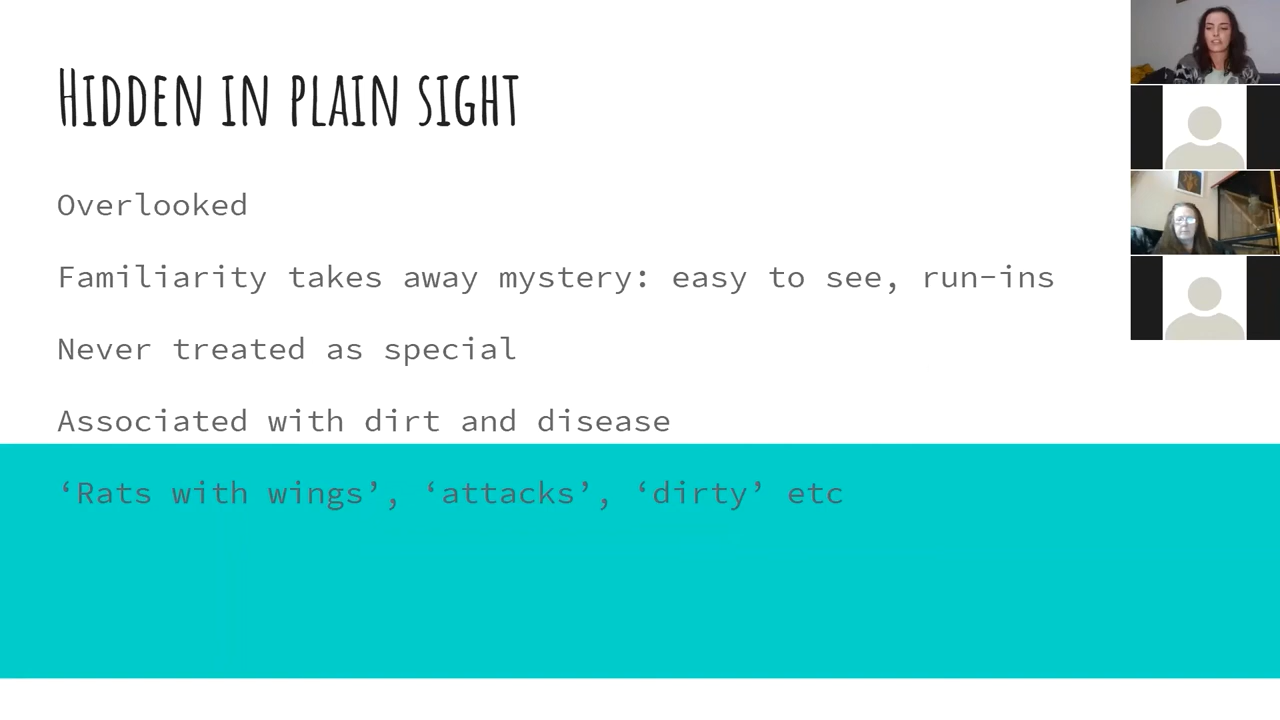 Hidden in plain sight
Overlooked
Familiarity takes away mystery: easy to see, run-ins
Never treated as special
Associated with dirt and disease
‘Rats with wings’, ‘attacks’, ‘dirty’ etc